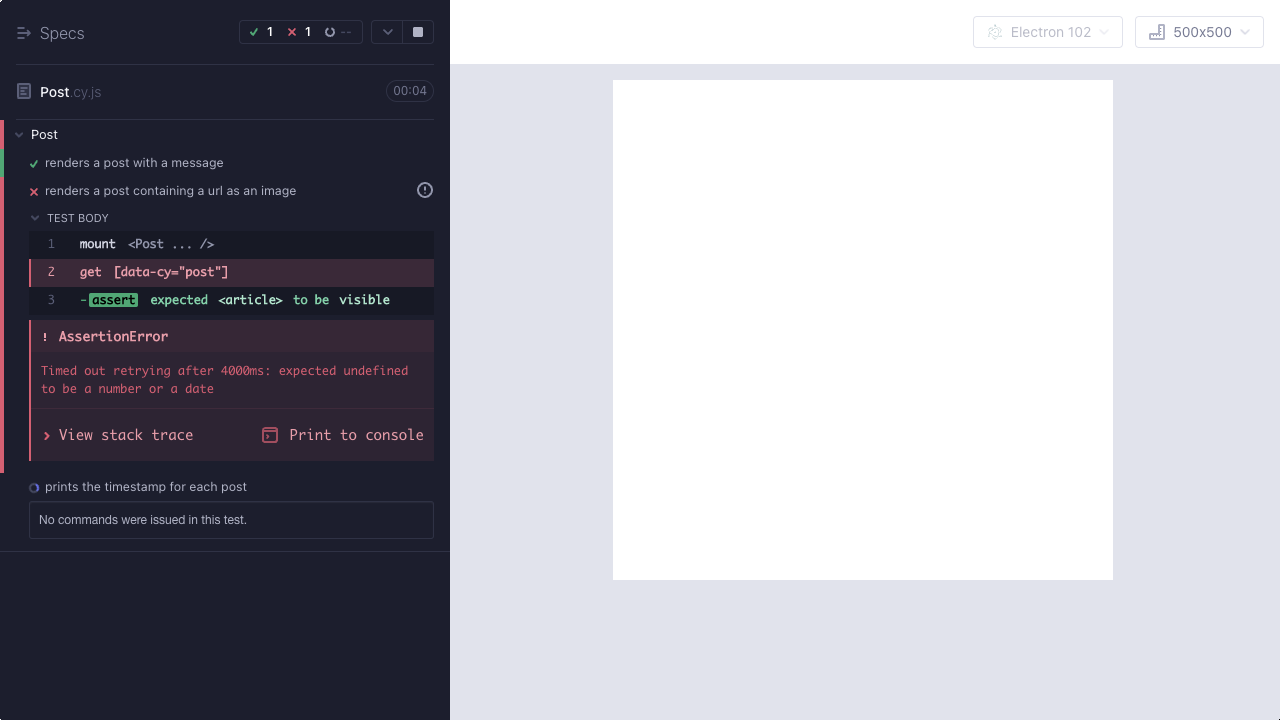 Specs
1 1 --
Post.cy.js 00:04
Post
renders a post with a message
renders a post containing a url as an image
TEST BODY
1 mount <Post ... />
2 get [data-cy="post"]
3 -assert expected <article> to be visible
! AssertionError
Timed out retrying after 4000ms: expected undefined
to be a number or a date
View stack trace Print to console
prints the timestamp for each post
No commands were issued in this test.
Electron 102 500x500